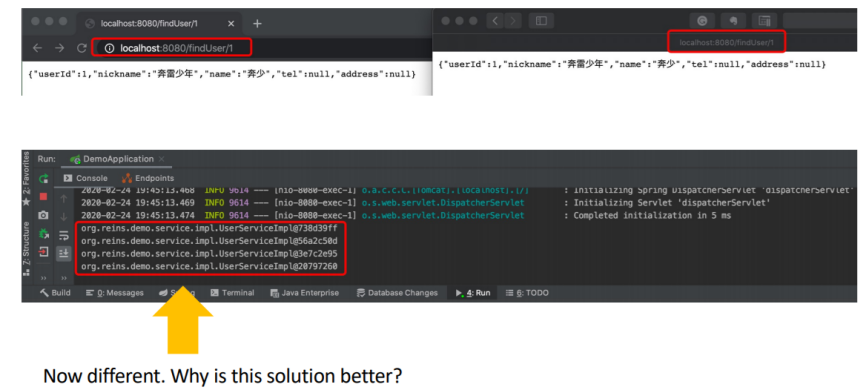 localhost:8080/findUser/1
localhost:8080/findUser/1
{"userId":1,"nickname":"奔雷少年","name":"奔少","tel":null,"address":null}
localhost:8080/findUser/1
{"userId":1,"nickname":"奔雷少年","name":"奔少","tel":null,"address":null}
Run: DemoApplication
Console Endpoints
2020-02-24 19:45:13.468 INFO 9614 --- [nio-8080-exec-1] o.a.c.c.C.[Tomcat].[localhost].[/] : Initializing Spring DispatcherServlet 'dispatcherServlet'
2020-02-24 19:45:13.469 INFO 9614 --- [nio-8080-exec-1] o.s.web.servlet.DispatcherServlet : Initializing Servlet 'dispatcherServlet'
2020-02-24 19:45:13.474 INFO 9614 --- [nio-8080-exec-1] o.s.web.servlet.DispatcherServlet : Completed initialization in 5 ms
org.reins.demo.service.impl.UserServiceImpl@738d39ff
org.reins.demo.service.impl.UserServiceImpl@56a2c50d
org.reins.demo.service.impl.UserServiceImpl@3e7c2e95
org.reins.demo.service.impl.UserServiceImpl@20797260
2: Favorites
Z: Structure
Build 0: Messages Terminal Java Enterprise Database Changes 4: Run 6: TODO
Now different. Why is this solution better?